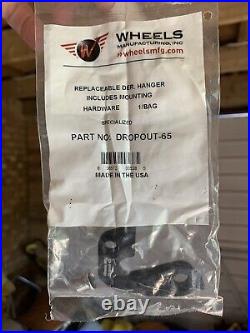 WHEELS
MANUFACTURING, INC
wheelsmfg.com
REPLACEABLE DER. HANGER
INCLUDES MOUNTING
HARDWARE 1/BAG
SPECIALIZED
PART NO: DROPOUT-65
MADE IN THE USA